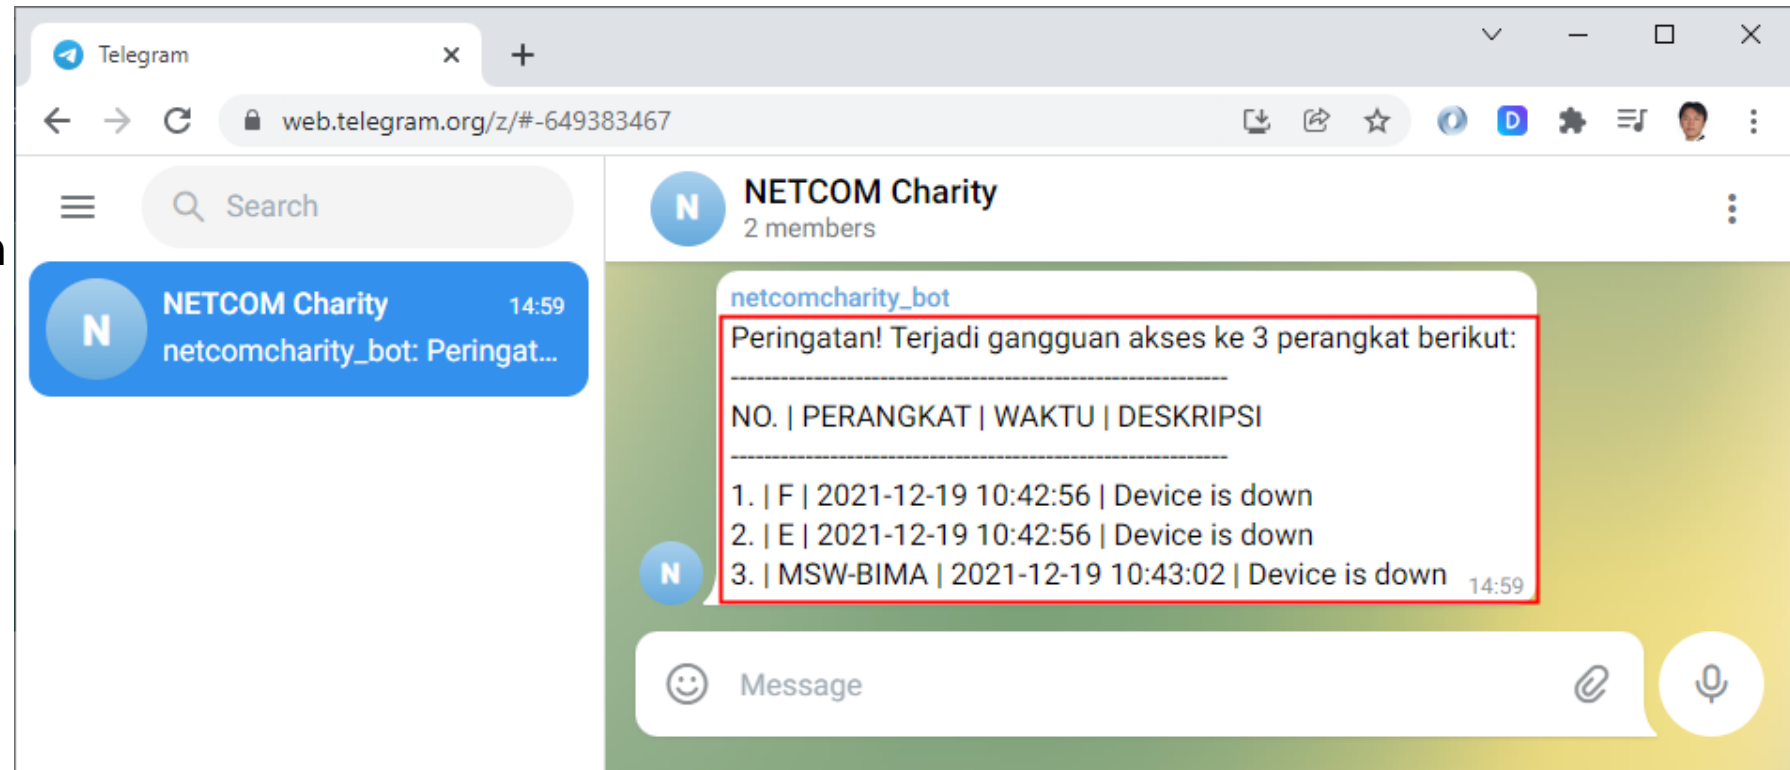 Telegram
web.telegram.org/z/#-649383467
D
Search
N
NETCOM Charity
14:59
netcomcharity_bot: Peringat...
N
NETCOM Charity
2 members
netcomcharity_bot
Peringatan! Terjadi gangguan akses ke 3 perangkat berikut:
------------------------------------------------------------
NO. | PERANGKAT | WAKTU | DESKRIPSI
------------------------------------------------------------
1. | F | 2021-12-19 10:42:56 | Device is down
2. | E | 2021-12-19 10:42:56 | Device is down
3. | MSW-BIMA | 2021-12-19 10:43:02 | Device is down
14:59
N
Message